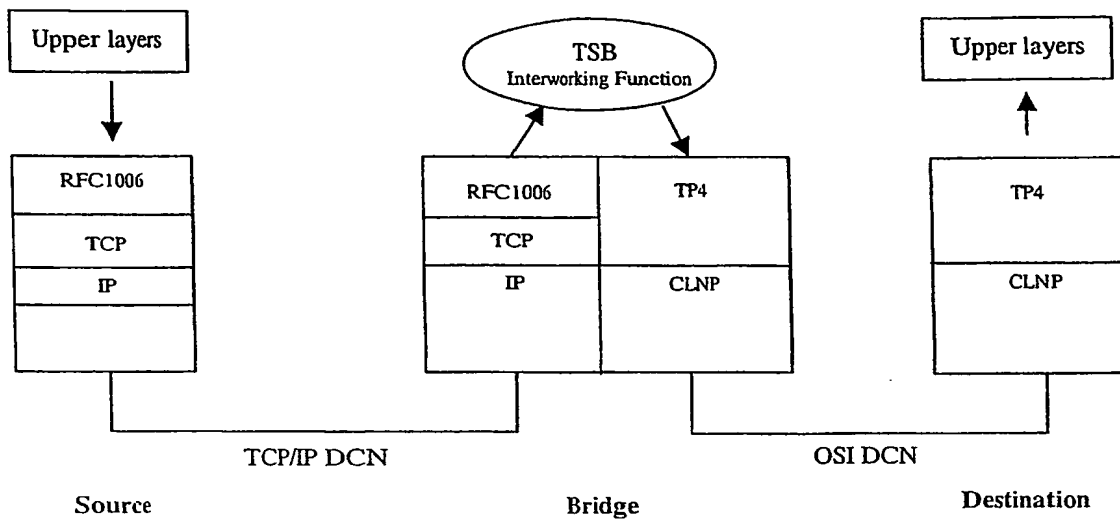 Upper layers
TSB
Interworking Function
Upper layers
RFC1006
TCP
IP
RFC1006
TCP
IP
TP4
CLNP
TP4
CLNP
TCP/IP DCN
OSI DCN
Source
Bridge
Destination